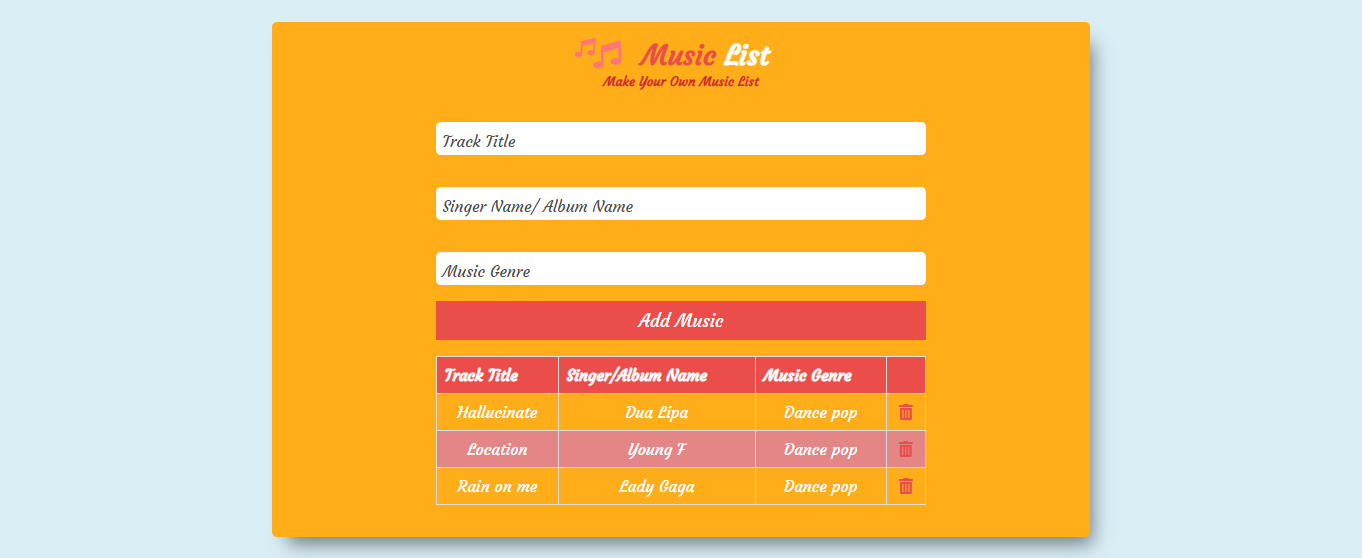 Music List
Make Your Own Music List
Track Title
Singer Name/ Album Name
Music Genre
Add Music
Track Title Singer/Album Name Music Genre
Hallucinate Dua Lipa Dance pop
Location Young F Dance pop
Rain on me Lady Gaga Dance pop